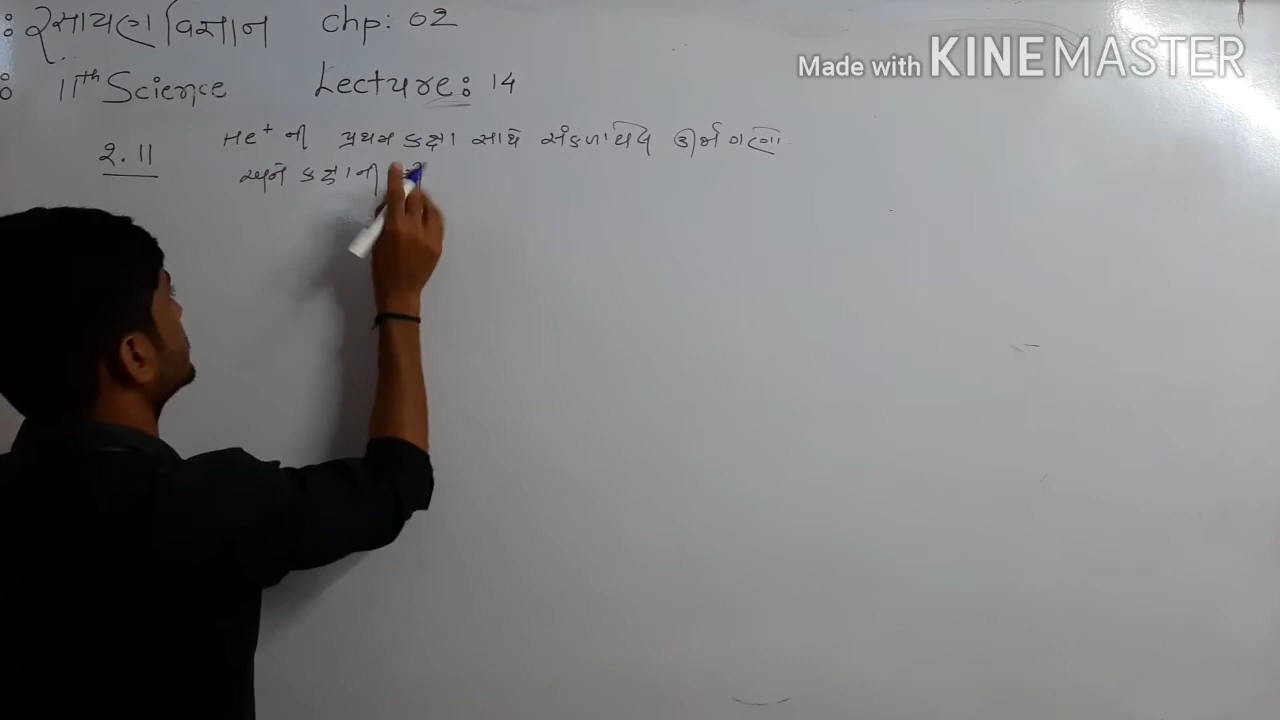 : રસાયણ વિજ્ઞાન Chp: 02
: 11th Science Lecture: 14
Made with KINEMASTER
2.11 He+ ની પ્રથમ કક્ષા સાથે સંકળાયેલ ઊર્જા ગણો
અને કક્ષાની